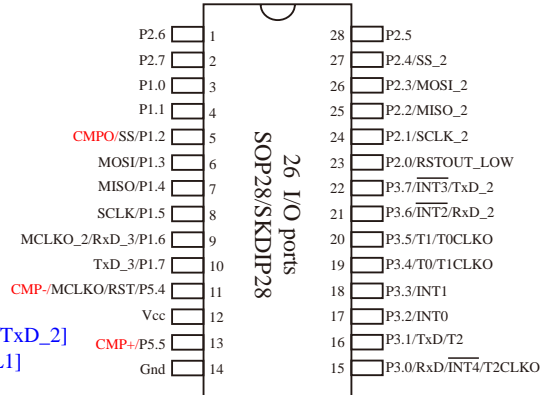 P2.6 1 28 P2.5
P2.7 2 27 P2.4/SS_2
P1.0 3 26 P2.3/MOSI_2
P1.1 4 25 P2.2/MISO_2
CMPO/SS/P1.2 5 24 P2.1/SCLK_2
MOSI/P1.3 6 23 P2.0/RSTOUT_LOW
MISO/P1.4 7 22 P3.7/INT3/TxD_2
SCLK/P1.5 8 21 P3.6/INT2/RxD_2
MCLKO_2/RxD_3/P1.6 9 20 P3.5/T1/T0CLKO
TxD_3/P1.7 10 19 P3.4/T0/T1CLKO
CMP-/MCLKO/RST/P5.4 11 18 P3.3/INT1
Vcc 12 17 P3.2/INT0
CMP+/P5.5 13 16 P3.1/TxD/T2
Gnd 14 15 P3.0/RxD/INT4/T2CLKO
26 I/O ports
SOP28/SKDIP28
TxD_2]
1]